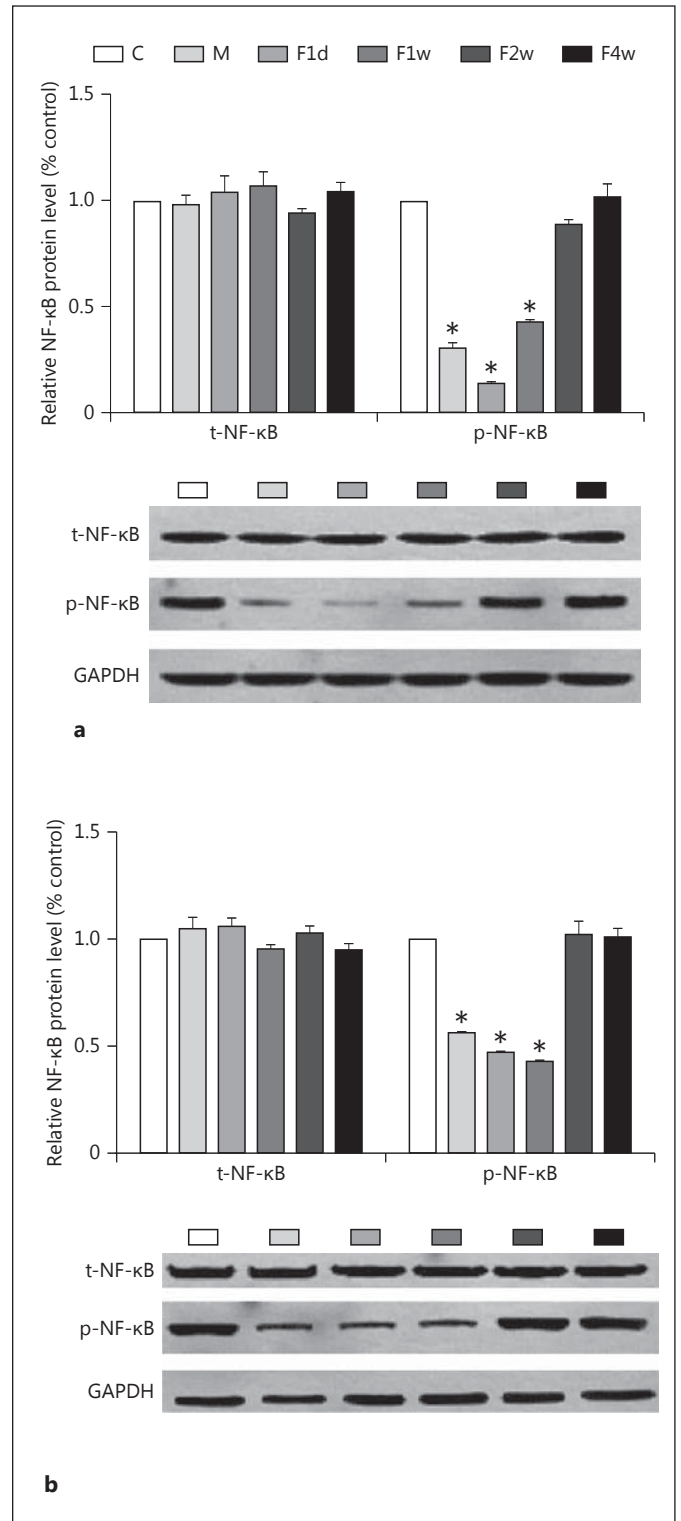 C M F1d F1w F2w F4w
Relative NF-κB protein level (% control)
1.5
1.0
0.5
0
* * *
t-NF-κB p-NF-κB
t-NF-κB
p-NF-κB
GAPDH
a
Relative NF-κB protein level (% control)
1.5
1.0
0.5
0
* * *
t-NF-κB p-NF-κB
t-NF-κB
p-NF-κB
GAPDH
b